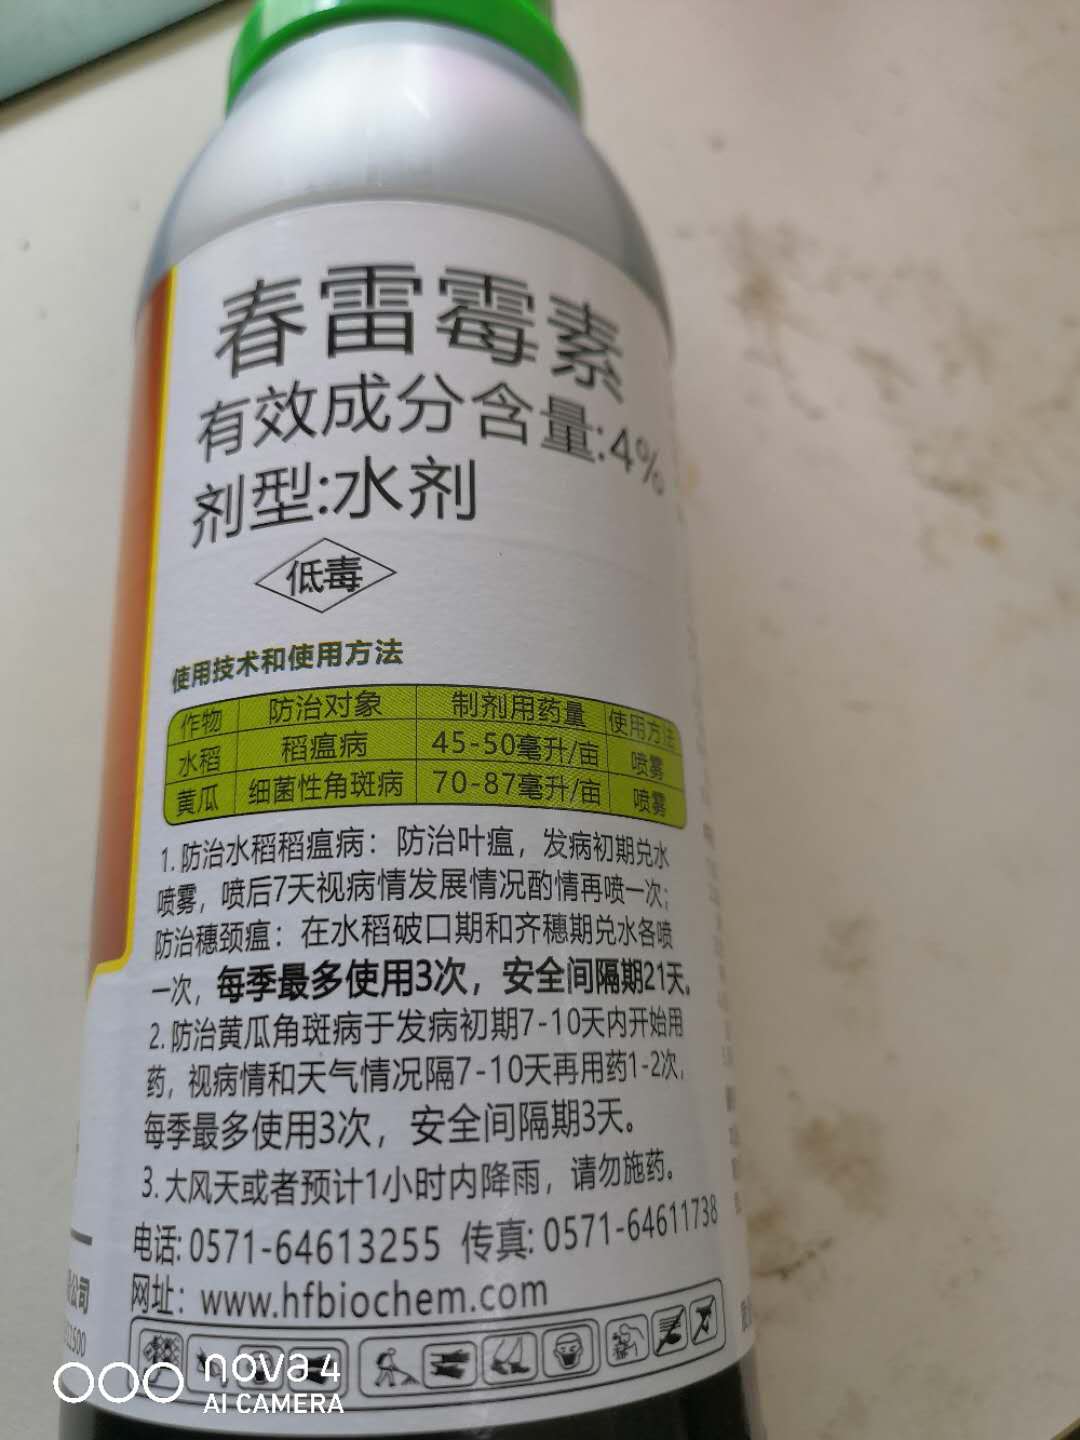 春雷霉素
有效成分含量:4%
剂型:水剂
低毒
使用技术和使用方法
作物 防治对象 制剂用药量 使用方法
水稻 稻瘟病 45-50毫升/亩 喷雾
黄瓜 细菌性角斑病 70-87毫升/亩 喷雾
1. 防治水稻稻瘟病：防治叶瘟，发病初期兑水
喷雾，喷后7天视病情发展情况酌情再喷一次；
防治穗颈瘟：在水稻破口期和齐穗期兑水各喷
一次，每季最多使用3次，安全间隔期21天。
2. 防治黄瓜角斑病于发病初期7-10天内开始用
药，视病情和天气情况隔7-10天再用药1-2次，
每季最多使用3次，安全间隔期3天。
3. 大风天或者预计1小时内降雨，请勿施药。
电话: 0571-64613255 传真: 0571-64611738
网址：www.hfbiochem.com
公司
nova 4
AI CAMERA